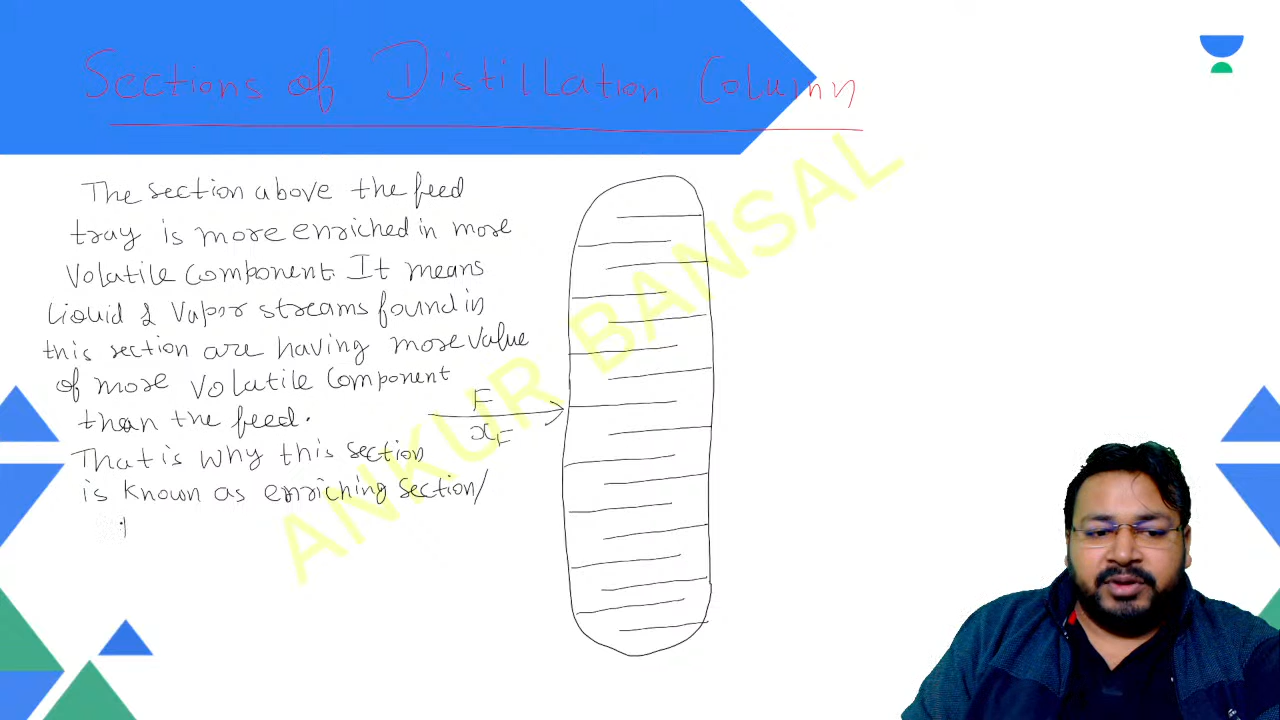 Sections of Distillation Column
The section above the feed
tray is more enriched in more
volatile component. It means
liquid & vapor streams found in
this section are having more value
of more volatile component
than the feed.
F
x_F
That is why this section
is known as enriching section/
ANKUR BANSAL